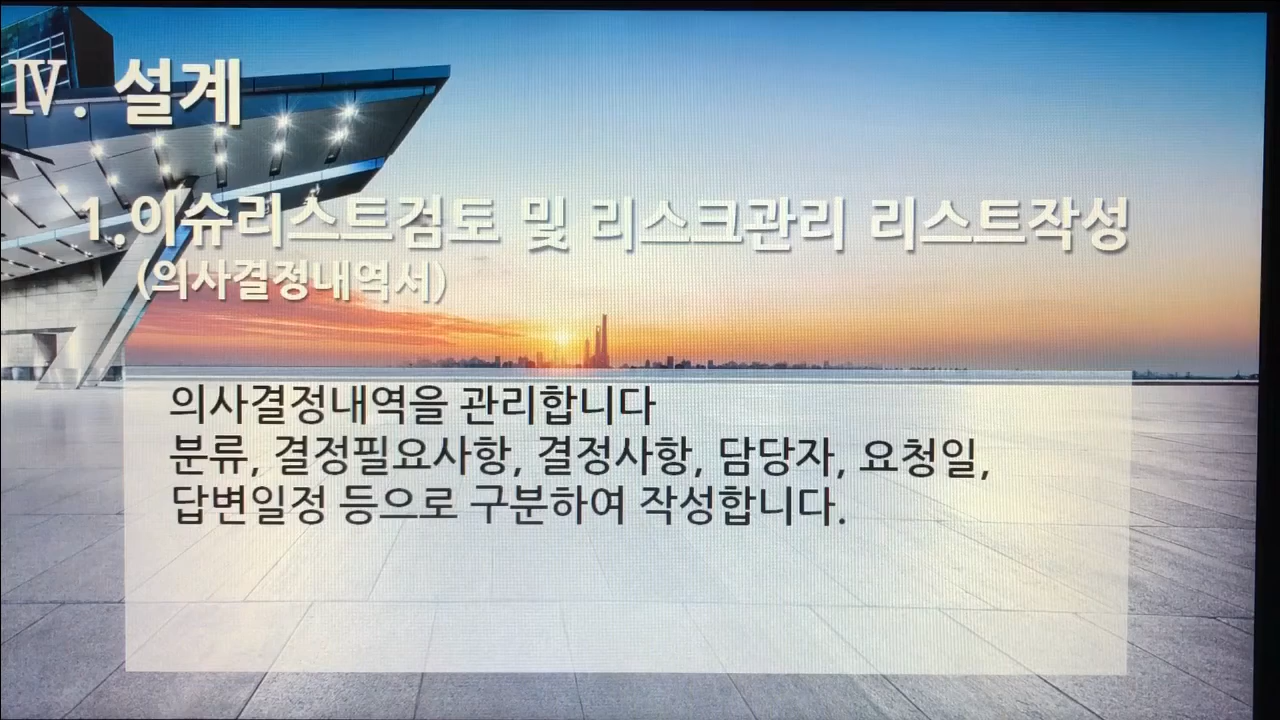 Ⅳ. 설계
1.이슈리스트검토 및 리스크관리 리스트작성
(의사결정내역서)
의사결정내역을 관리합니다
분류, 결정필요사항, 결정사항, 담당자, 요청일,
답변일정 등으로 구분하여 작성합니다.